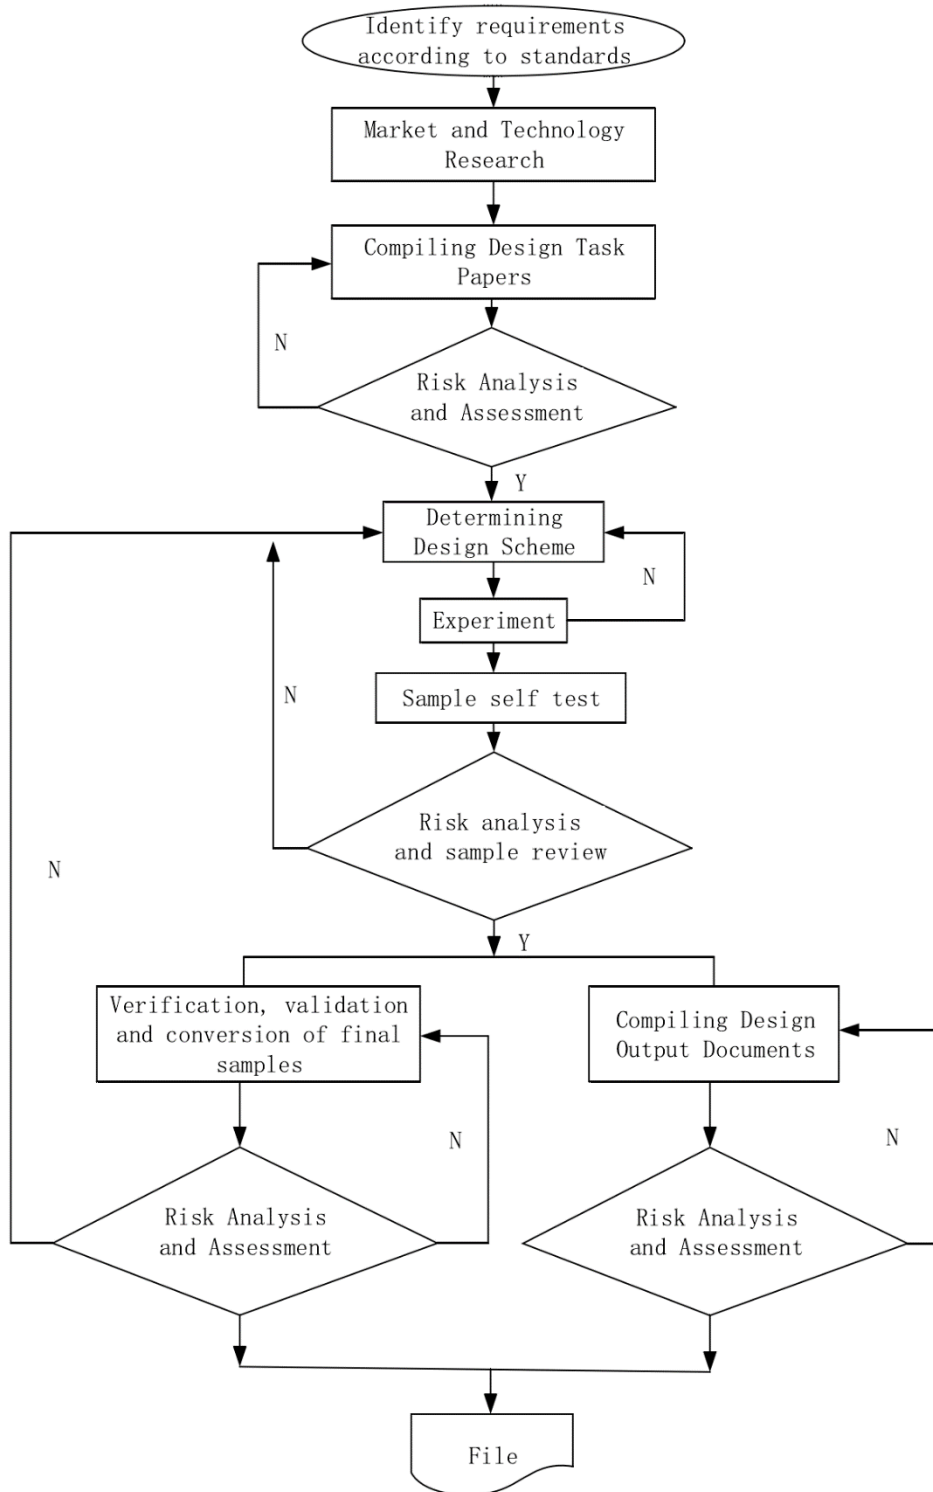 Identify requirements
according to standards
Market and Technology
Research
Compiling Design Task
Papers
N
Risk Analysis
and Assessment
Y
Determining
Design Scheme
N
Experiment
N
Sample self test
Risk analysis
and sample review
N
Y
Verification, validation
and conversion of final
samples
Compiling Design
Output Documents
N
N
Risk Analysis
and Assessment
Risk Analysis
and Assessment
File